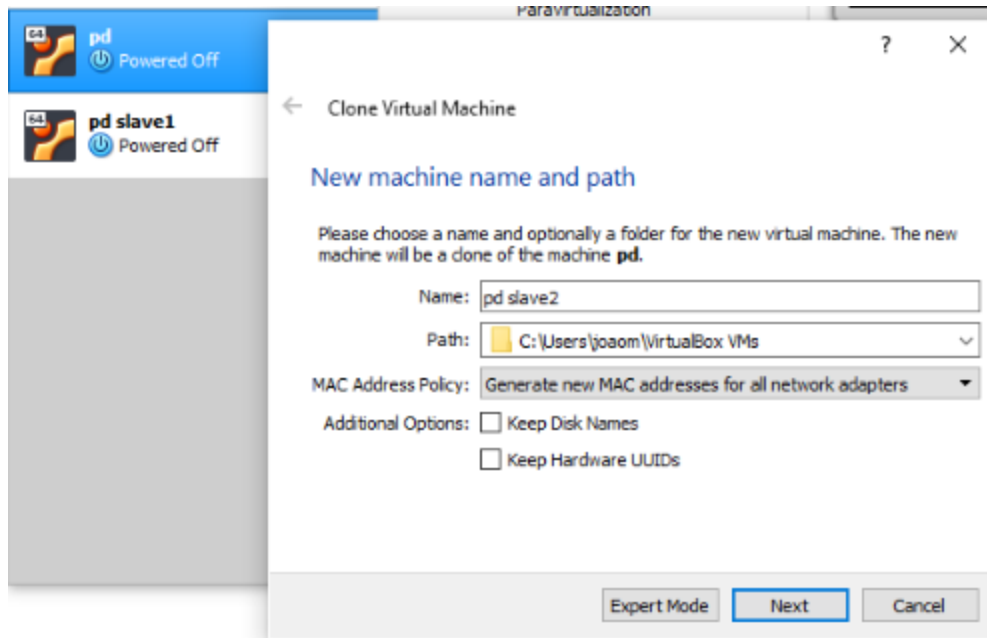 Paravirtualization
64
pd
Powered Off
64
pd slave1
Powered Off
?
Clone Virtual Machine
New machine name and path
Please choose a name and optionally a folder for the new virtual machine. The new
machine will be a clone of the machine pd.
Name: pd slave2
Path: C:\Users\joaom\VirtualBox VMs
MAC Address Policy: Generate new MAC addresses for all network adapters
Additional Options: Keep Disk Names
Keep Hardware UUIDs
Expert Mode Next Cancel